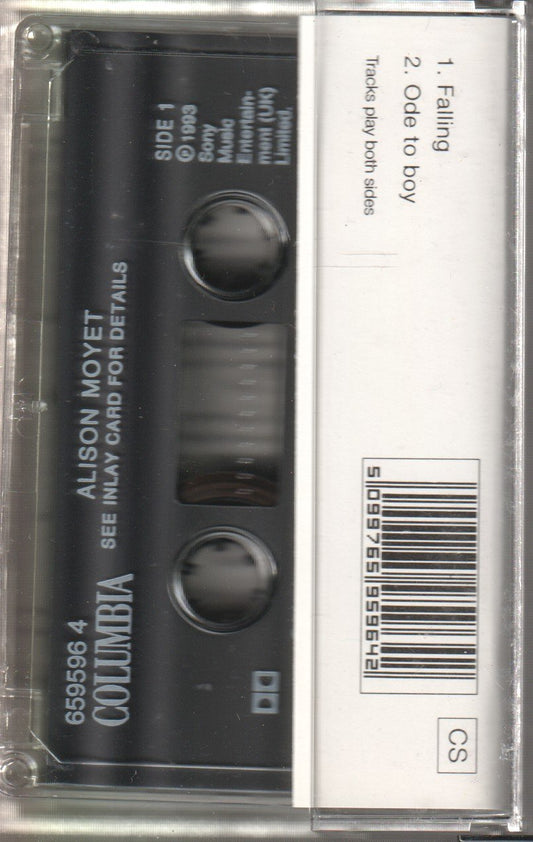 1. Falling
2. Ode to boy
Tracks play both sides
5 099765 959642
CS
SIDE 1
℗ 1993
Sony
Music
Entertain-
ment (UK)
Limited.
ALISON MOYET
SEE INLAY CARD FOR DETAILS
659596 4
COLUMBIA